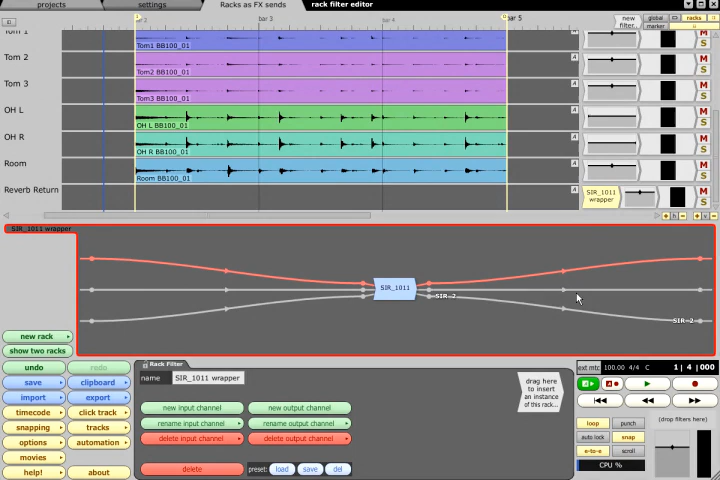 projects
settings
Racks as FX sends
rack filter editor
bar 2
bar 3
bar 4
bar 5
new
filter..
global
racks
marker
Tom 1
Tom1 BB100_01
M
S
Tom 2
Tom2 BB100_01
A
M
S
Tom 3
Tom3 BB100_01
A
M
S
OH L
OH L BB100_01
A
M
S
OH R
OH R BB100_01
A
M
S
Room
Room BB100_01
A
M
S
Reverb Return
A
SIR_1011
wrapper
M
S
+ h −
+ v −
SIR_1011 wrapper
SIR_1011
SIR 2
SIR 2
new rack
show two racks
undo
redo
save
clipboard
import
export
timecode
click track
snapping
tracks
options
automation
movies
help!
about
Rack Filter
name
SIR_1011 wrapper
new input channel
new output channel
rename input channel
rename output channel
delete input channel
delete output channel
delete
preset:
load
save
del
drag here
to insert
an instance
of this rack...
ext mtc
100.00 4/4 C
1| 4 |000
loop
punch
auto lock
snap
e-to-e
scroll
CPU %
(drop filters here)